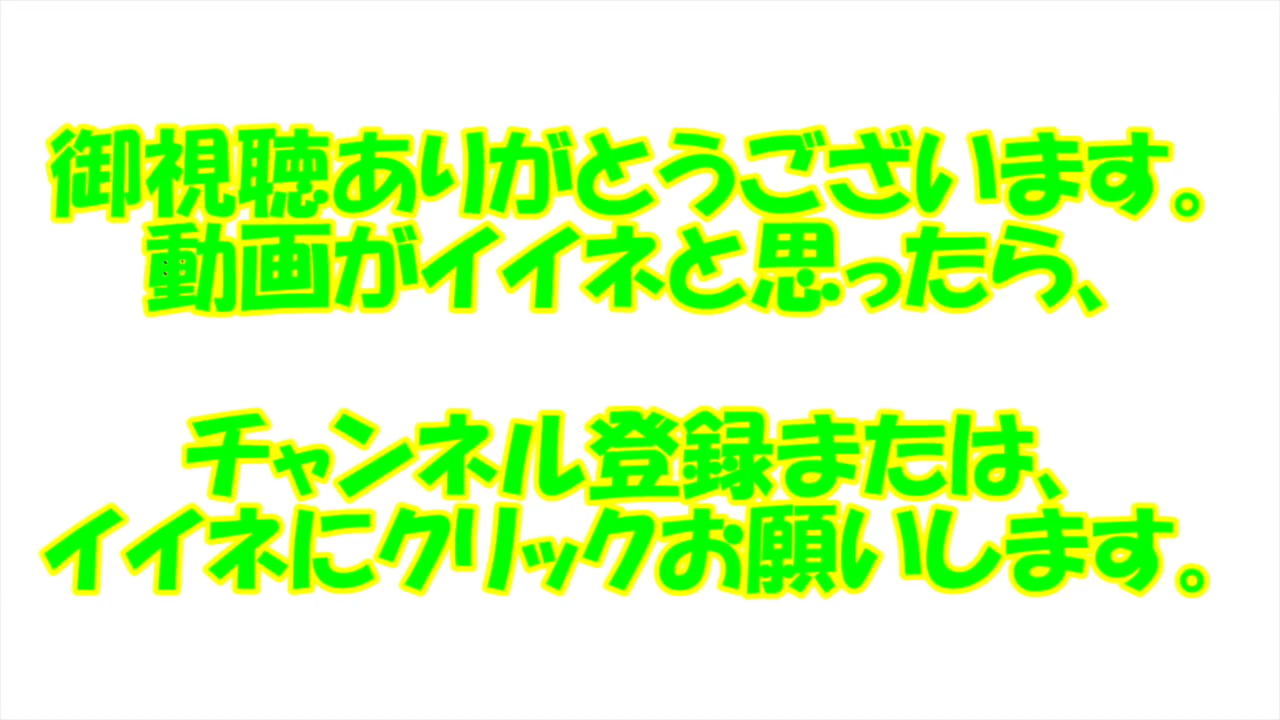 御視聴ありがとうございます。
動画がイイネと思ったら、
チャンネル登録または、
イイネにクリックお願いします。